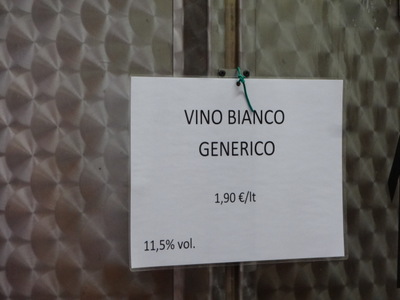 VINO BIANCO
GENERICO
1,90 €/lt
11,5% vol.